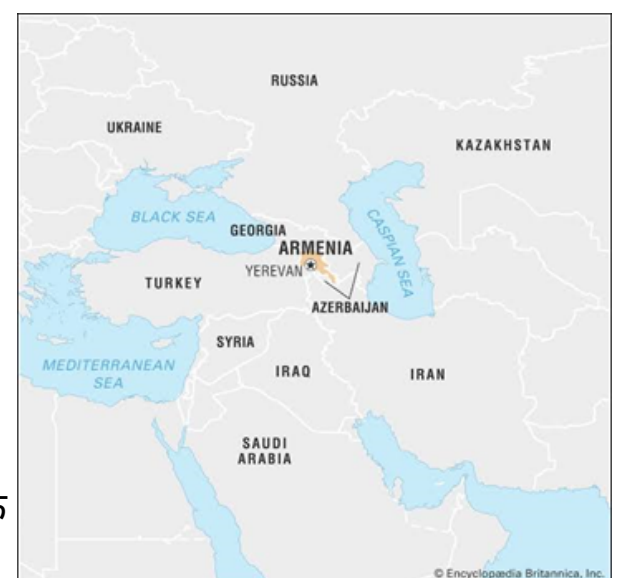 RUSSIA
UKRAINE
KAZAKHSTAN
BLACK SEA
GEORGIA
CASPIAN SEA
ARMENIA
YEREVAN
TURKEY
AZERBAIJAN
SYRIA
MEDITERRANEAN
SEA
IRAQ
IRAN
SAUDI
ARABIA
© Encyclopædia Britannica, Inc.